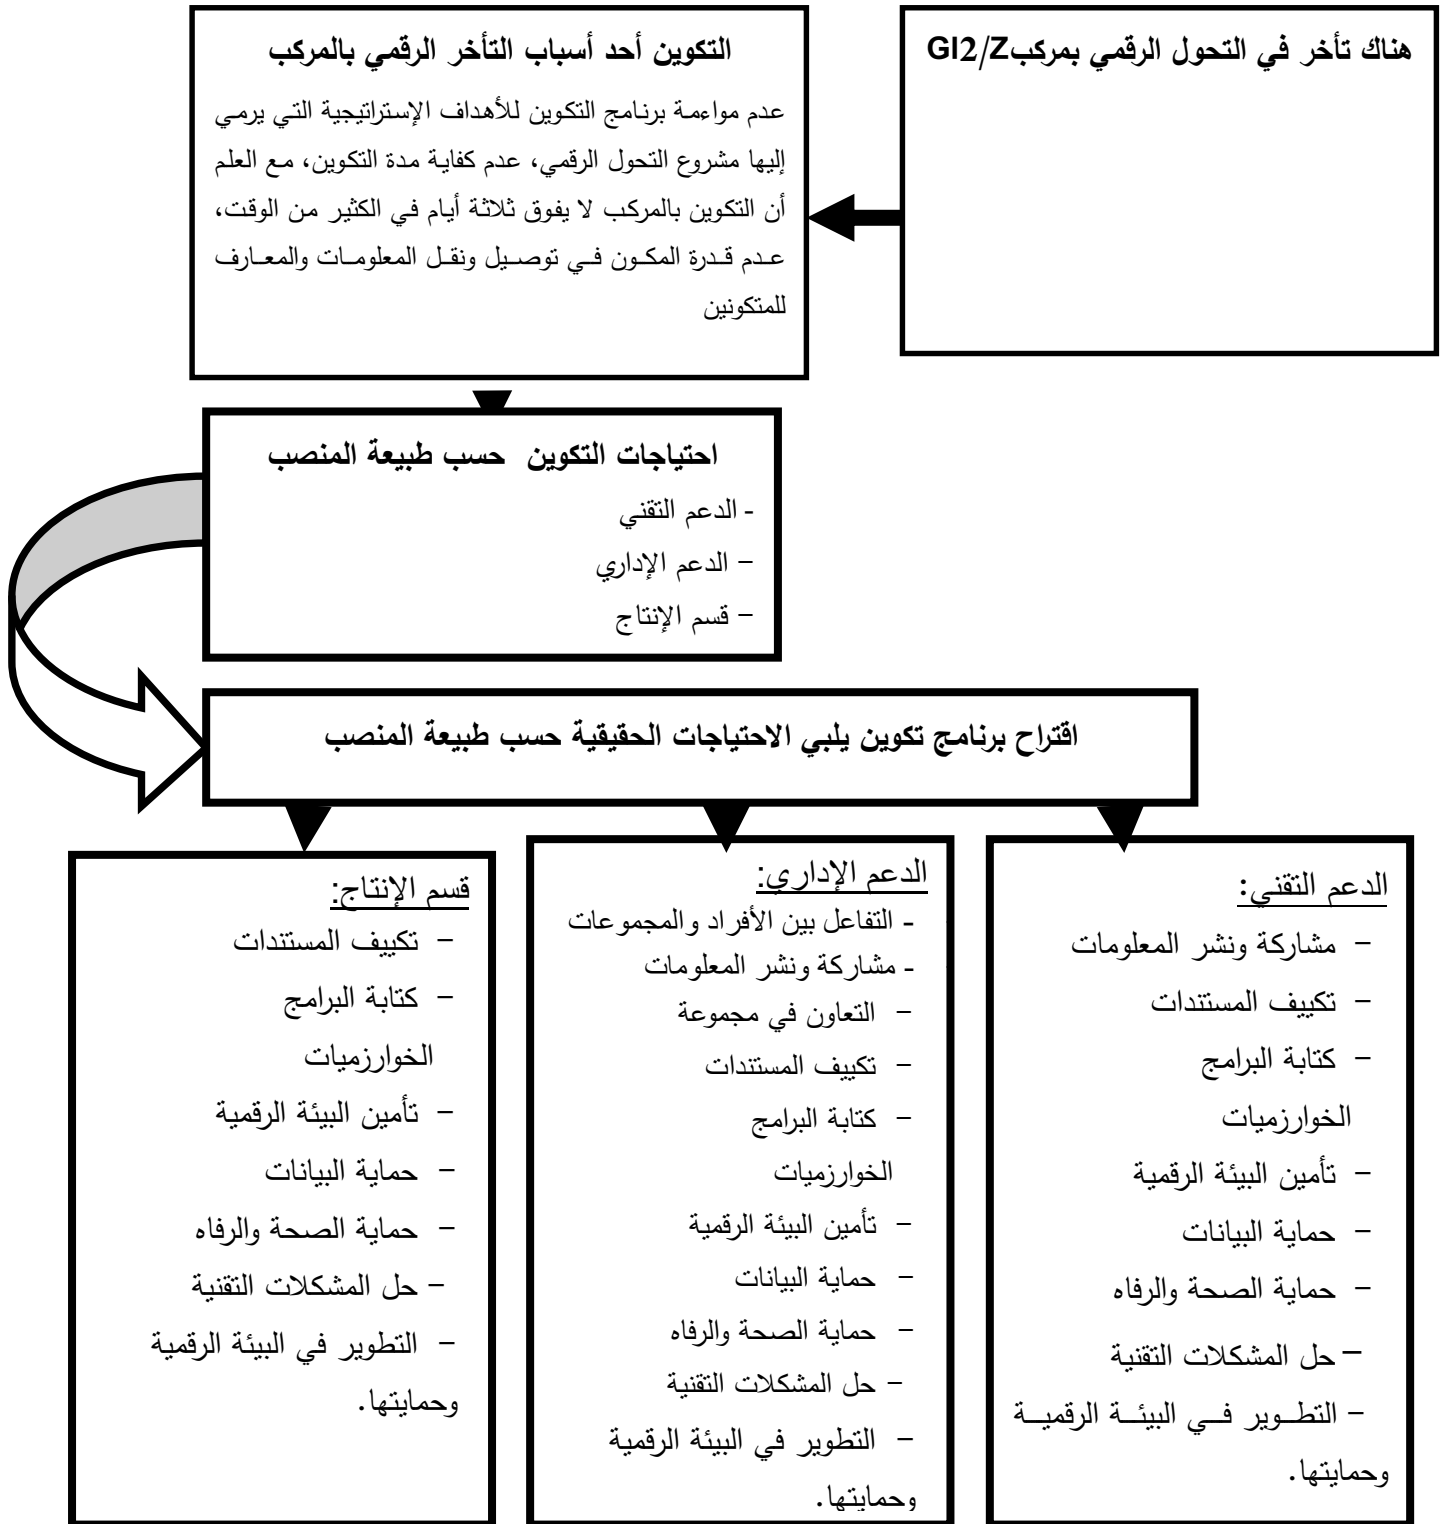 هناك تأخر في التحول الرقمي بمركبGI2/Z
التكوين أحد أسباب التأخر الرقمي بالمركب
عدم مواءمة برنامج التكوين للأهداف الإستراتيجية التي يرمي
إليها مشروع التحول الرقمي، عدم كفاية مدة التكوين، مع العلم
أن التكوين بالمركب لا يفوق ثلاثة أيام في الكثير من الوقت،
عدم قدرة المكون في توصيل ونقل المعلومات والمعارف
للمتكونين
احتياجات التكوين حسب طبيعة المنصب
- الدعم التقني
– الدعم الإداري
– قسم الإنتاج
اقتراح برنامج تكوين يلبي الاحتياجات الحقيقية حسب طبيعة المنصب
الدعم التقني:
– مشاركة ونشر المعلومات
– تكييف المستندات
– كتابة البرامج
الخوارزميات
– تأمين البيئة الرقمية
– حماية البيانات
– حماية الصحة والرفاه
– حل المشكلات التقنية
– التطوير في البيئة الرقمية
وحمايتها.
الدعم الإداري:
- التفاعل بين الأفراد والمجموعات
- مشاركة ونشر المعلومات
– التعاون في مجموعة
– تكييف المستندات
– كتابة البرامج
الخوارزميات
– تأمين البيئة الرقمية
– حماية البيانات
– حماية الصحة والرفاه
– حل المشكلات التقنية
– التطوير في البيئة الرقمية
وحمايتها.
قسم الإنتاج:
– تكييف المستندات
– كتابة البرامج
الخوارزميات
– تأمين البيئة الرقمية
– حماية البيانات
– حماية الصحة والرفاه
– حل المشكلات التقنية
– التطوير في البيئة الرقمية
وحمايتها.